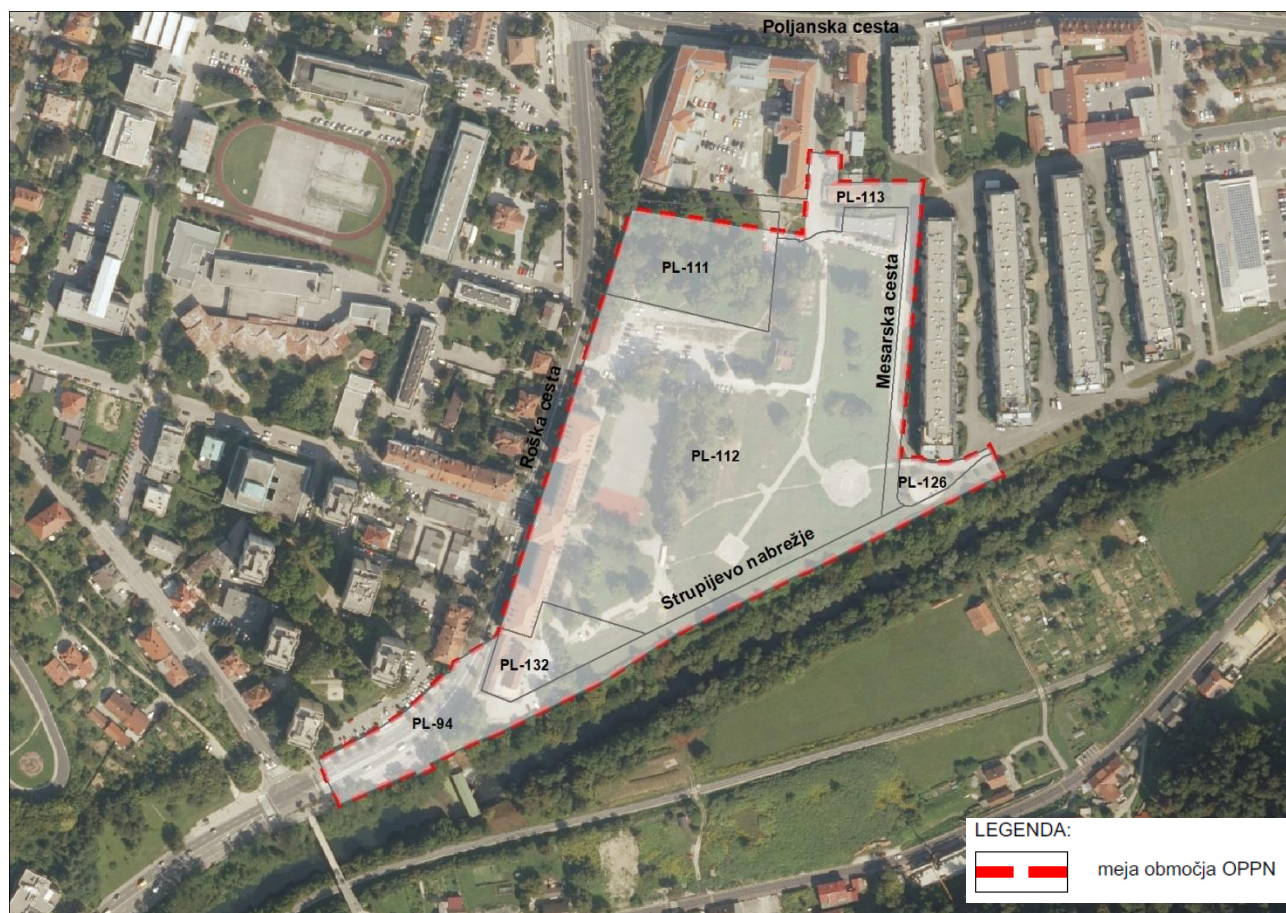 Poljanska cesta
PL-113
PL-111
Mesarska cesta
Roška cesta
PL-112
PL-126
Strupijevo nabrežje
PL-132
PL-94
LEGENDA:
meja območja OPPN